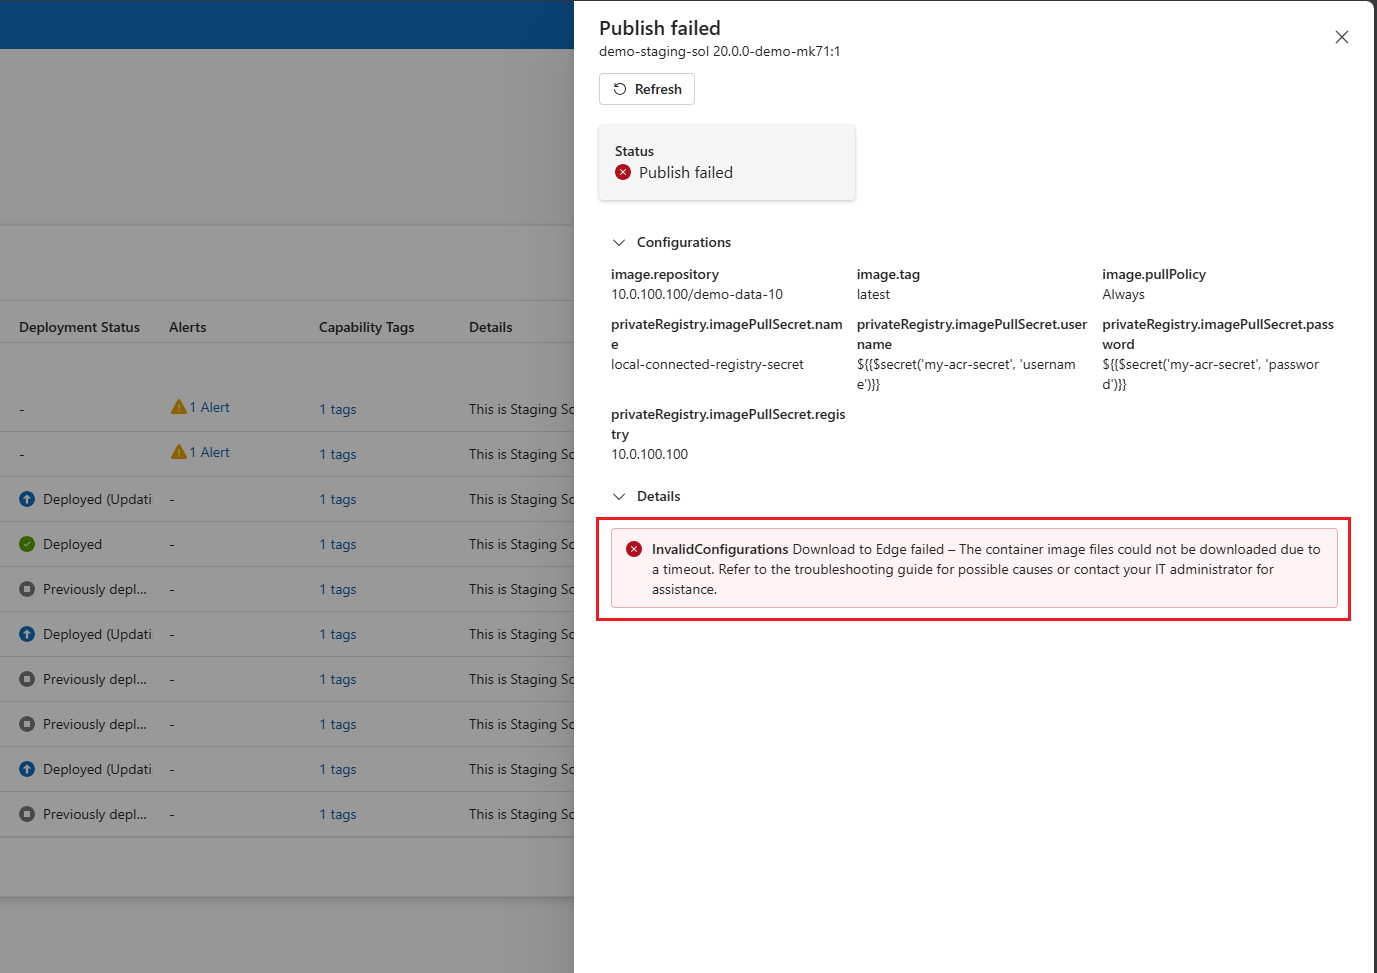 Publish failed
demo-staging-sol 20.0.0-demo-mk71:1
Refresh
Status
Publish failed
Configurations
image.repository
10.0.100.100/demo-data-10
image.tag
latest
image.pullPolicy
Always
privateRegistry.imagePullSecret.nam
e
local-connected-registry-secret
privateRegistry.imagePullSecret.user
name
${{$secret('my-acr-secret', 'usernam
e')}}
privateRegistry.imagePullSecret.pass
word
${{$secret('my-acr-secret', 'passwor
d')}}
privateRegistry.imagePullSecret.regis
try
10.0.100.100
Details
InvalidConfigurations Download to Edge failed – The container image files could not be downloaded due to
a timeout. Refer to the troubleshooting guide for possible causes or contact your IT administrator for
assistance.
Deployment Status Alerts Capability Tags Details
- 1 Alert 1 tags This is Staging Sc
- 1 Alert 1 tags This is Staging Sc
Deployed (Updati - 1 tags This is Staging Sc
Deployed - 1 tags This is Staging Sc
Previously depl... - 1 tags This is Staging Sc
Deployed (Updati - 1 tags This is Staging Sc
Previously depl... - 1 tags This is Staging Sc
Previously depl... - 1 tags This is Staging Sc
Deployed (Updati - 1 tags This is Staging Sc
Previously depl... - 1 tags This is Staging Sc